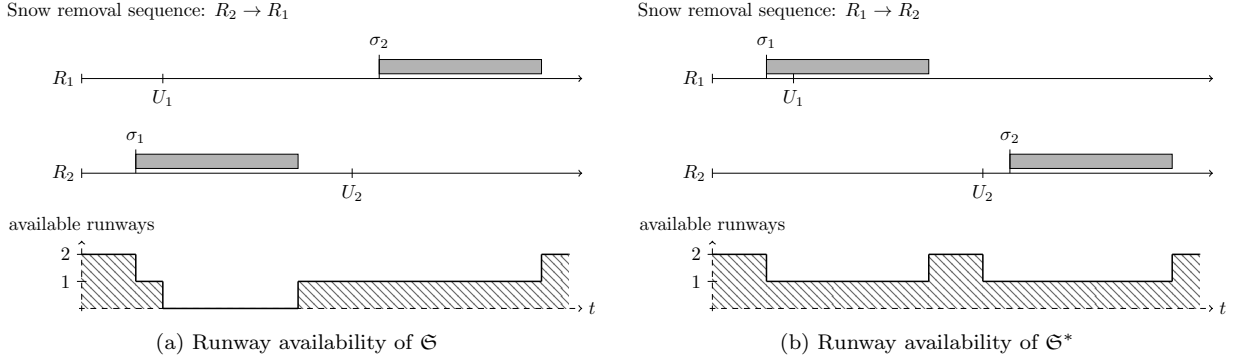 Snow removal sequence: R₂ → R₁
σ₂
R₁
U₁
σ₁
R₂
U₂
available runways
2
1
t
(a) Runway availability of 𝔖
Snow removal sequence: R₁ → R₂
σ₁
R₁
U₁
σ₂
R₂
U₂
available runways
2
1
t
(b) Runway availability of 𝔖*